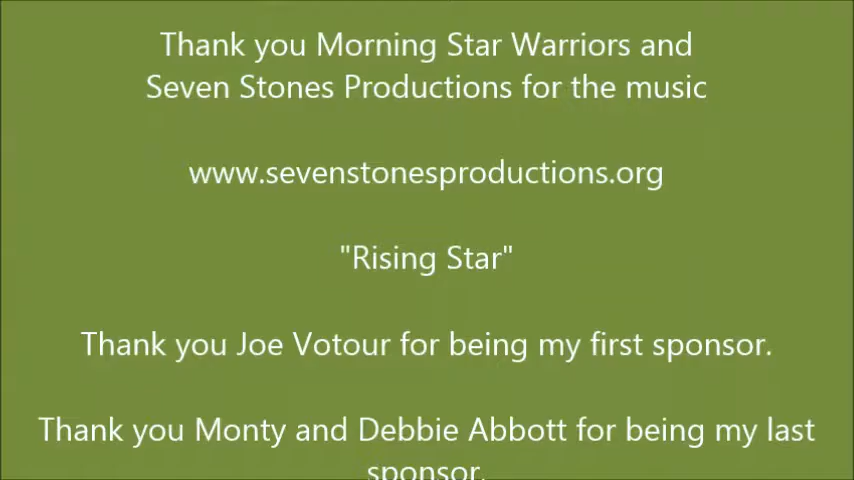 Thank you Morning Star Warriors and
Seven Stones Productions for the music
www.sevenstonesproductions.org
"Rising Star"
Thank you Joe Votour for being my first sponsor.
Thank you Monty and Debbie Abbott for being my last
sponsor.